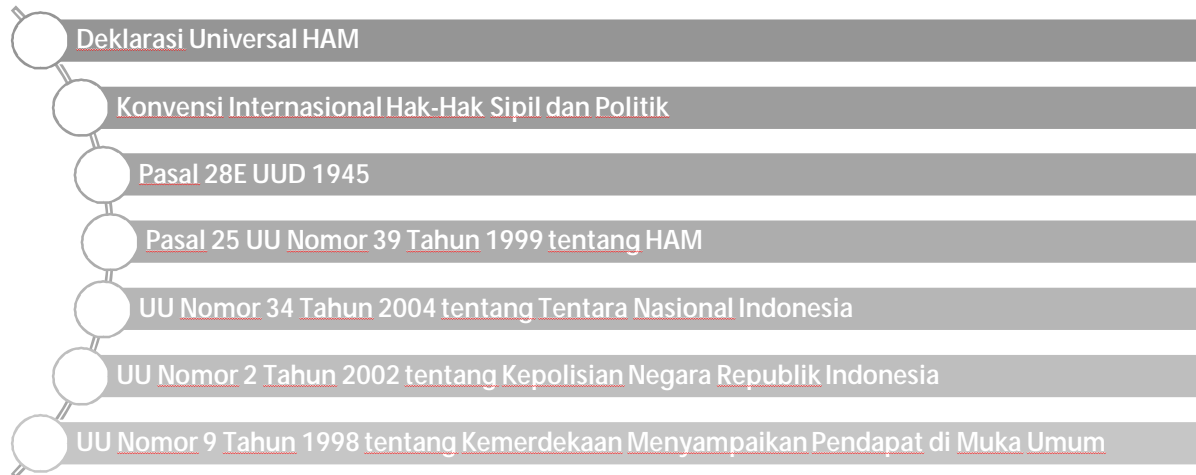 Deklarasi Universal HAM
Konvensi Internasional Hak-Hak Sipil dan Politik
Pasal 28E UUD 1945
Pasal 25 UU Nomor 39 Tahun 1999 tentang HAM
UU Nomor 34 Tahun 2004 tentang Tentara Nasional Indonesia
UU Nomor 2 Tahun 2002 tentang Kepolisian Negara Republik Indonesia
UU Nomor 9 Tahun 1998 tentang Kemerdekaan Menyampaikan Pendapat di Muka Umum